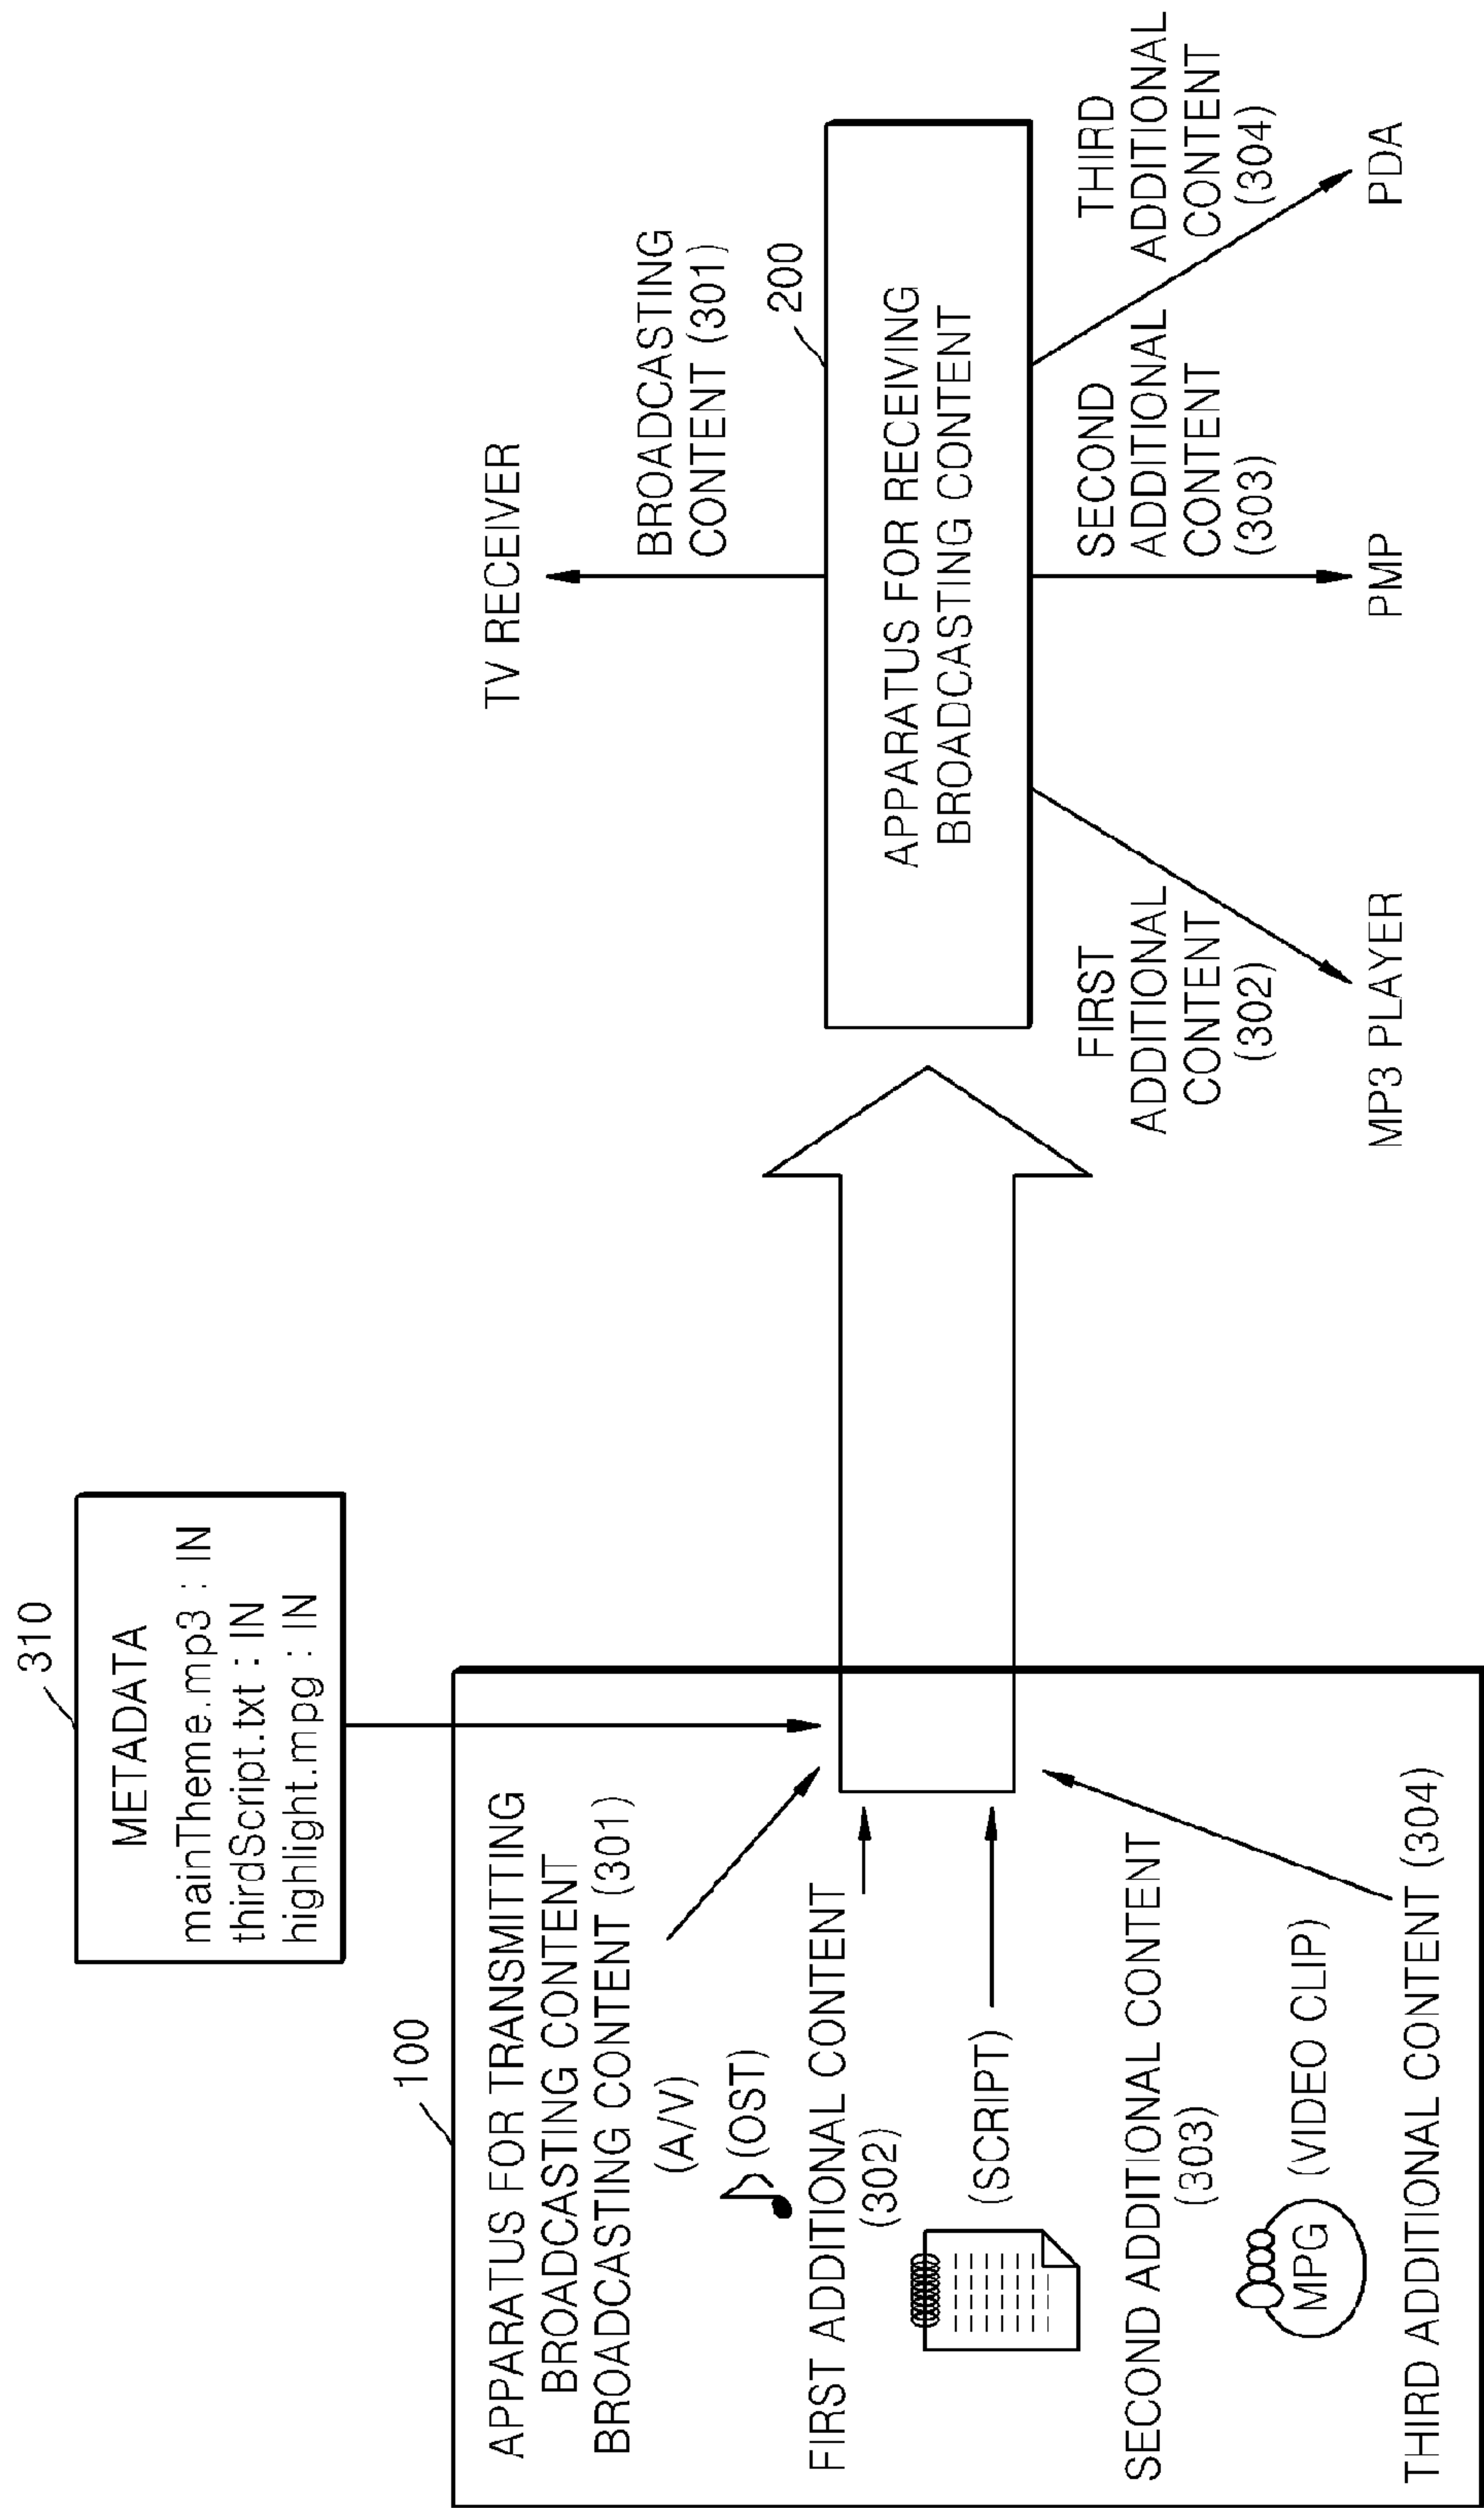 310
METADATA
mainTheme.mp3 : IN
thirdScript.txt : IN
highlight.mpg : IN
100
APPARATUS FOR TRANSMITTING
BROADCASTING CONTENT
BROADCASTING CONTENT (301)
(A/V)
(OST)
FIRST ADDITIONAL CONTENT
(302)
(SCRIPT)
SECOND ADDITIONAL CONTENT
(303)
MPG
(VIDEO CLIP)
THIRD ADDITIONAL CONTENT (304)
TV RECEIVER
BROADCASTING
CONTENT (301)
200
APPARATUS FOR RECEIVING
BROADCASTING CONTENT
FIRST
ADDITIONAL
CONTENT
(302)
SECOND
ADDITIONAL
CONTENT
(303)
THIRD
ADDITIONAL
CONTENT
(304)
MP3 PLAYER
PMP
PDA